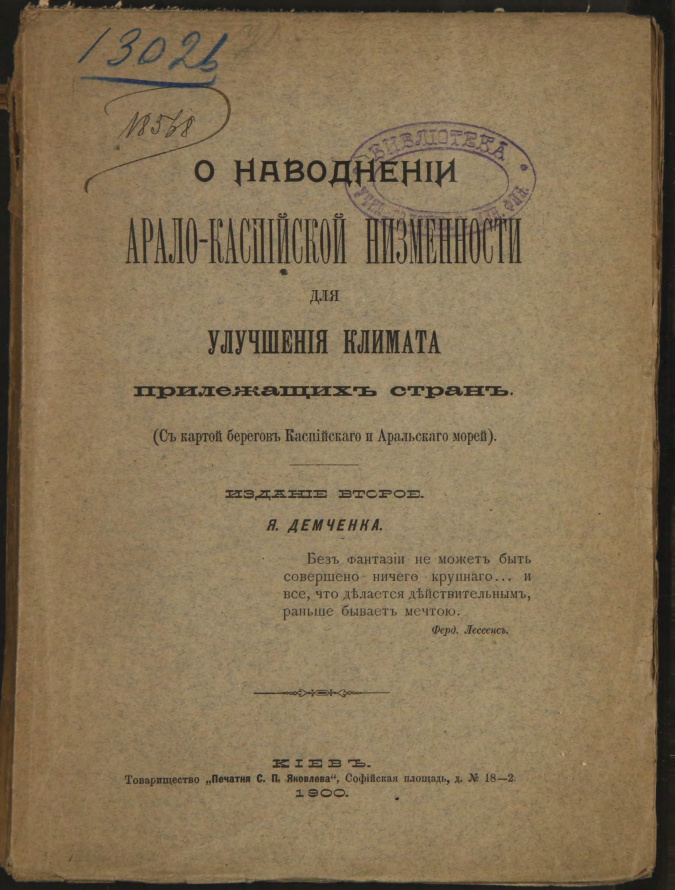 13026
18568
БИБЛІОТЕКА
О НАВОДНЕНІИ
АРАЛО-КАСПІЙСКОЙ НИЗМЕННОСТИ
ДЛЯ
УЛУЧШЕНІЯ КЛИМАТА
ПРИЛЕЖАЩИХЪ СТРАНЪ.
(Съ картой береговъ Каспійскаго и Аральскаго морей).
ИЗДАНІЕ ВТОРОЕ.
Я. ДЕМЧЕНКА.
Безъ фантазіи не можетъ быть
совершено ничего крупнаго... и
все, что дѣлается дѣйствительнымъ,
раньше бываетъ мечтою.
Ферд. Лессепсъ.
КІЕВЪ.
Товарищество „Печатня С. П. Яковлева“, Софійская площадь, д. № 18—2.
1900.